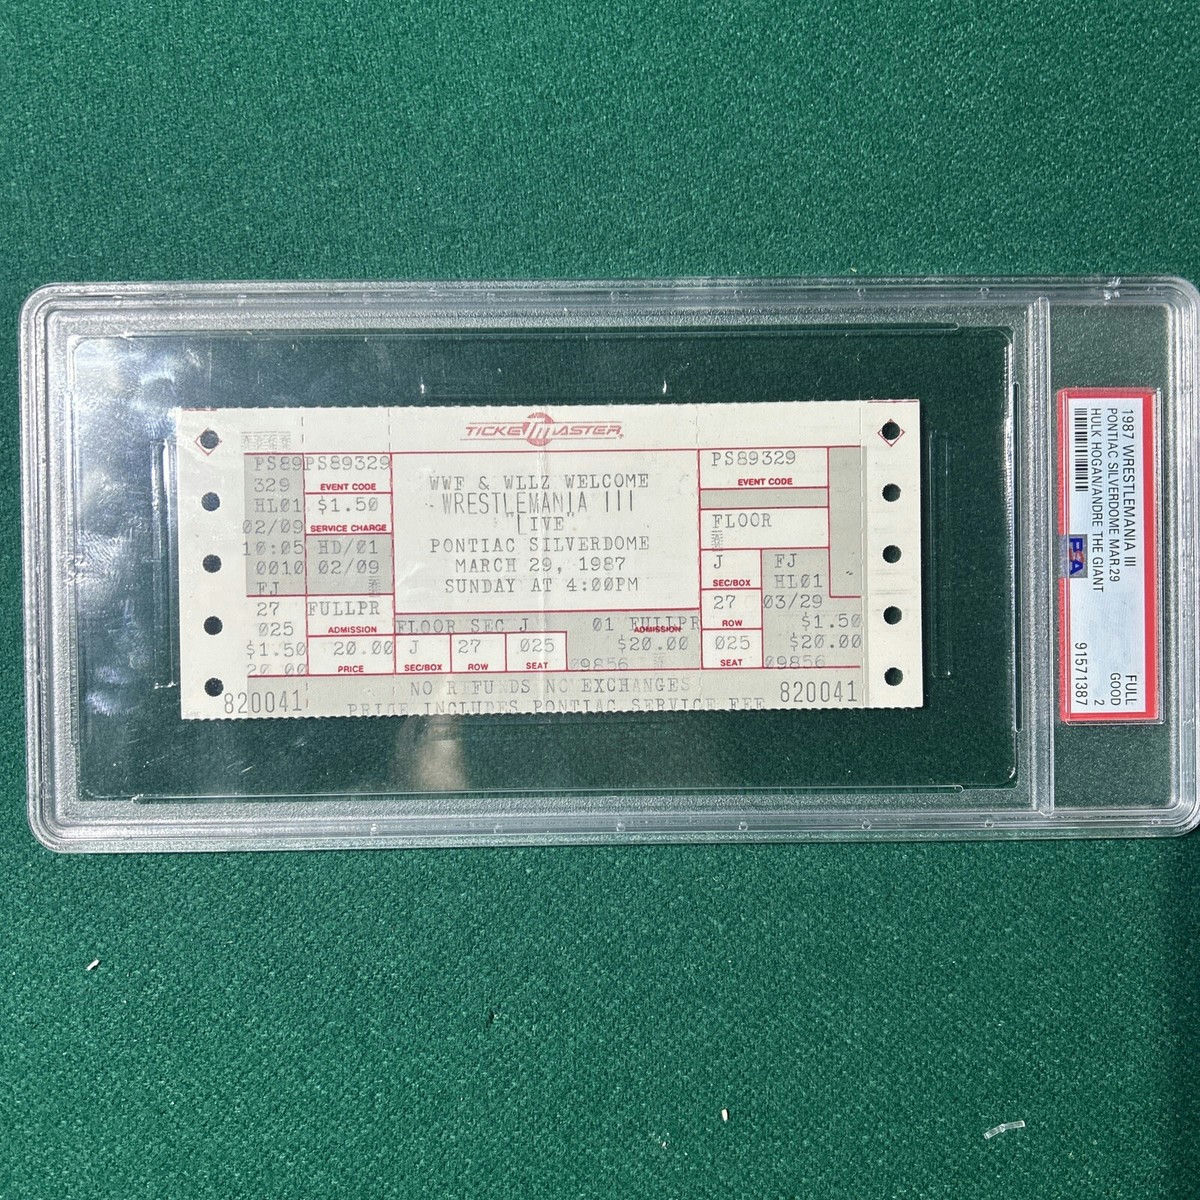 TICKETMASTER
PS89
329
HL01
02/09
10:05
0010
FJ
27
025
$1.50
20.00
820041
PS89329
EVENT CODE
$1.50
SERVICE CHARGE
HD/01
02/09
FULLPR
ADMISSION
20.00
PRICE
WWF & WLLZ WELCOME
WRESTLEMANIA III
"LIVE"
PONTIAC SILVERDOME
MARCH 29, 1987
SUNDAY AT 4:00PM
FLOOR SEC J 01 FULLPR
ADMISSION
J 27 025 $20.00
SEC/BOX ROW SEAT 09856
NO REFUNDS NO EXCHANGES
PRICE INCLUDES PONTIAC SERVICE FEE
PS89329
EVENT CODE
FLOOR
J FJ
SEC/BOX HL01
27 03/29
ROW $1.50
025 $20.00
SEAT 09856
820041
1987 WRESTLEMANIA III
PONTIAC SILVERDOME MAR.29
HULK HOGAN/ANDRE THE GIANT
PSA
FULL
GOOD
2
91571387